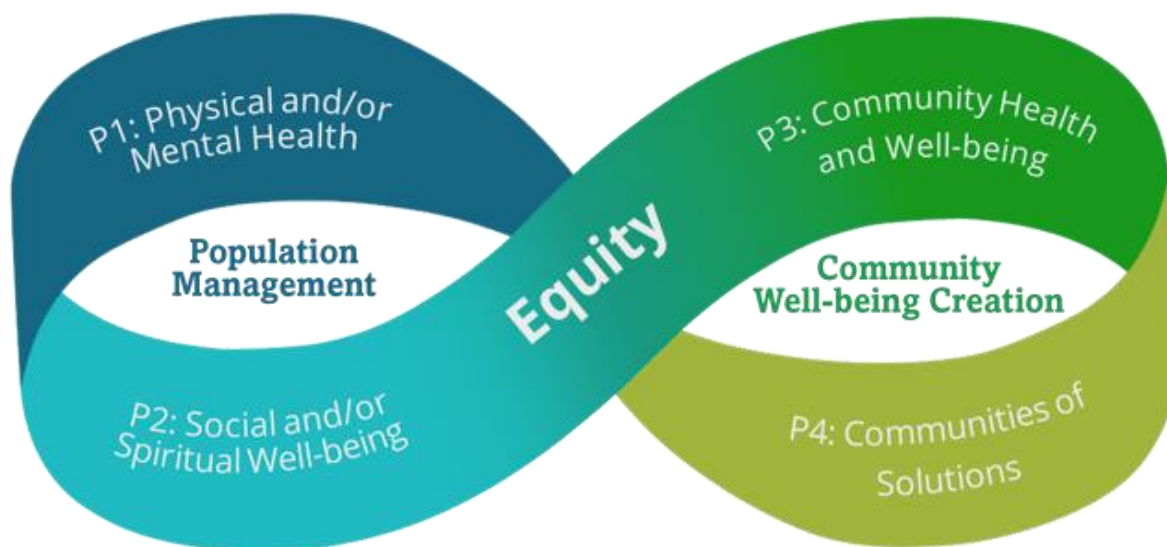 P1: Physical and/or
Mental Health
Population
Management
P2: Social and/or
Spiritual Well-being
Equity
P3: Community Health
and Well-being
Community
Well-being Creation
P4: Communities of
Solutions